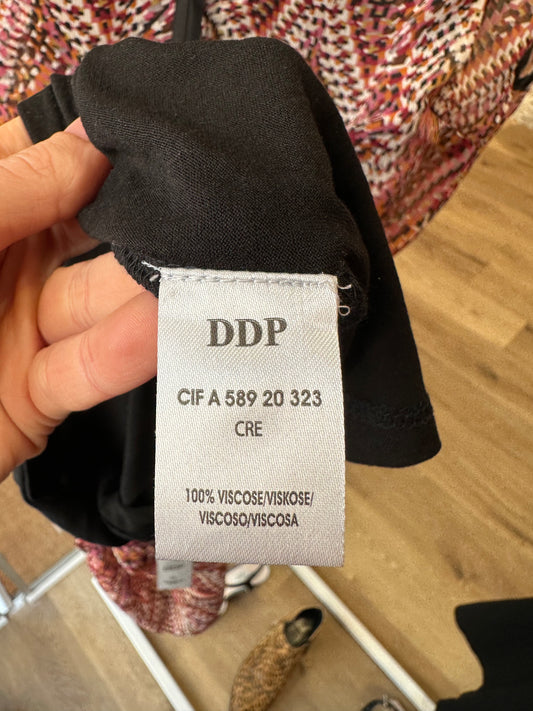 DDP
CIF A 589 20 323
CRE
100% VISCOSE/VISKOSE/
VISCOSO/VISCOSA